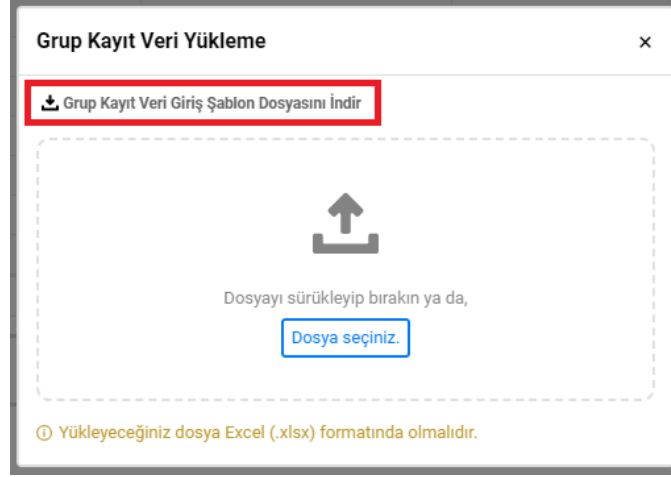 Grup Kayıt Veri Yükleme
Grup Kayıt Veri Giriş Şablon Dosyasını İndir
Dosyayı sürükleyip bırakın ya da,
Dosya seçiniz.
Yükleyeceğiniz dosya Excel (.xlsx) formatında olmalıdır.